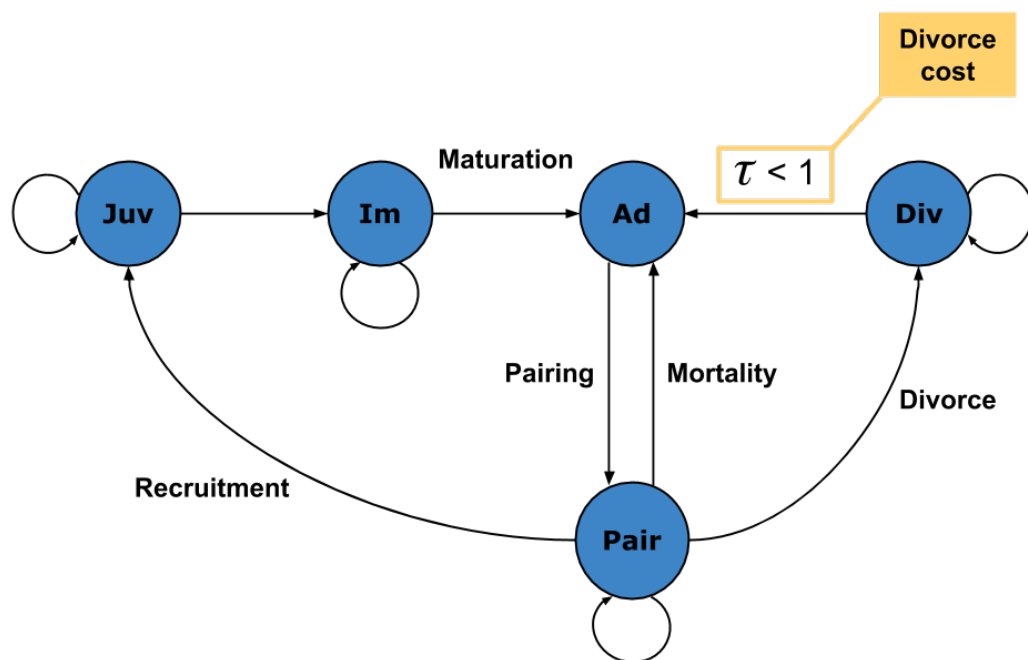 Divorce
cost
Maturation
τ < 1
Juv
Im
Ad
Div
Pairing
Mortality
Divorce
Recruitment
Pair